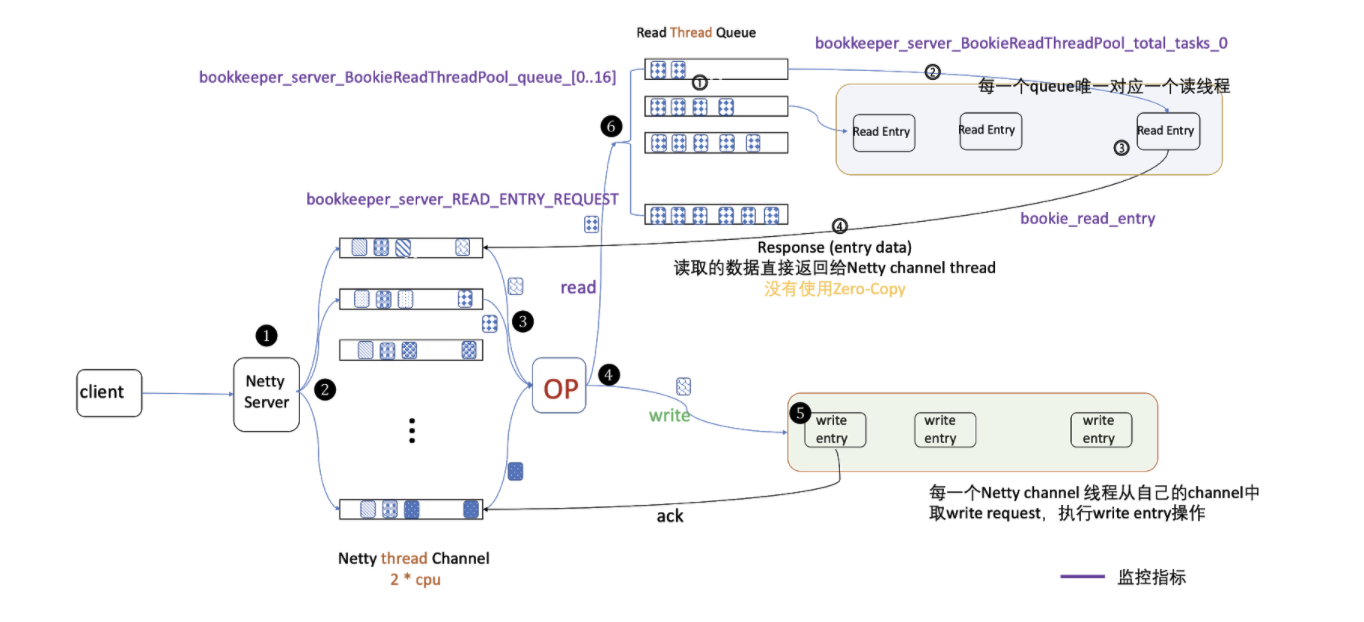 Read Thread Queue
bookkeeper_server_BookieReadThreadPool_total_tasks_0
bookkeeper_server_BookieReadThreadPool_queue_[0..16]
①
②
每一个queue唯一对应一个读线程
❻
Read Entry
Read Entry
Read Entry
③
bookkeeper_server_READ_ENTRY_REQUEST
bookie_read_entry
④
Response (entry data)
读取的数据直接返回给Netty channel thread
没有使用Zero-Copy
read
❶
❸
Netty
Server
❷
client
OP
❹
write
❺
write
entry
write
entry
write
entry
每一个Netty channel 线程从自己的channel中
取write request，执行write entry操作
ack
Netty thread Channel
2 * cpu
监控指标